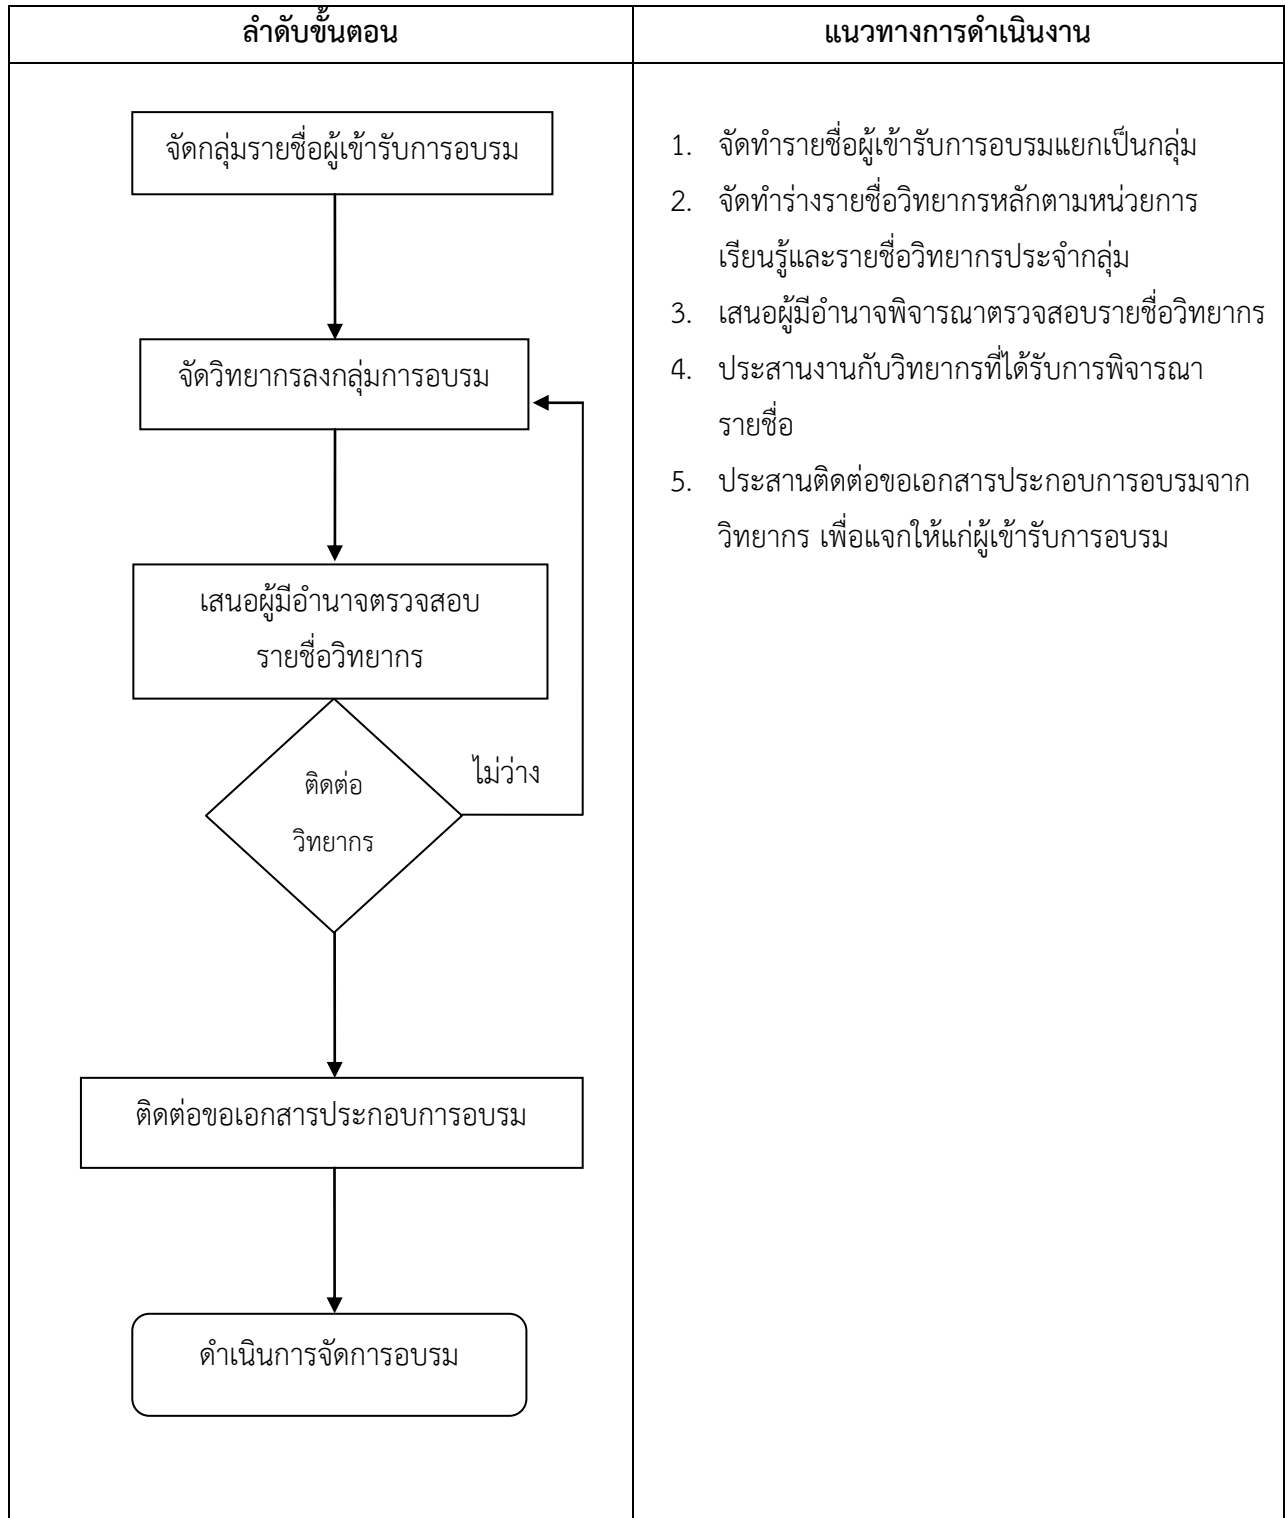 ลำดับขั้นตอน
แนวทางการดำเนินงาน
จัดกลุ่มรายชื่อผู้เข้ารับการอบรม
จัดวิทยากรลงกลุ่มการอบรม
เสนอผู้มีอำนาจตรวจสอบ
รายชื่อวิทยากร
ติดต่อ
วิทยากร
ไม่ว่าง
ติดต่อขอเอกสารประกอบการอบรม
ดำเนินการจัดการอบรม
1. จัดทำรายชื่อผู้เข้ารับการอบรมแยกเป็นกลุ่ม
2. จัดทำร่างรายชื่อวิทยากรหลักตามหน่วยการ
เรียนรู้และรายชื่อวิทยากรประจำกลุ่ม
3. เสนอผู้มีอำนาจพิจารณาตรวจสอบรายชื่อวิทยากร
4. ประสานงานกับวิทยากรที่ได้รับการพิจารณา
รายชื่อ
5. ประสานติดต่อขอเอกสารประกอบการอบรมจาก
วิทยากร เพื่อแจกให้แก่ผู้เข้ารับการอบรม